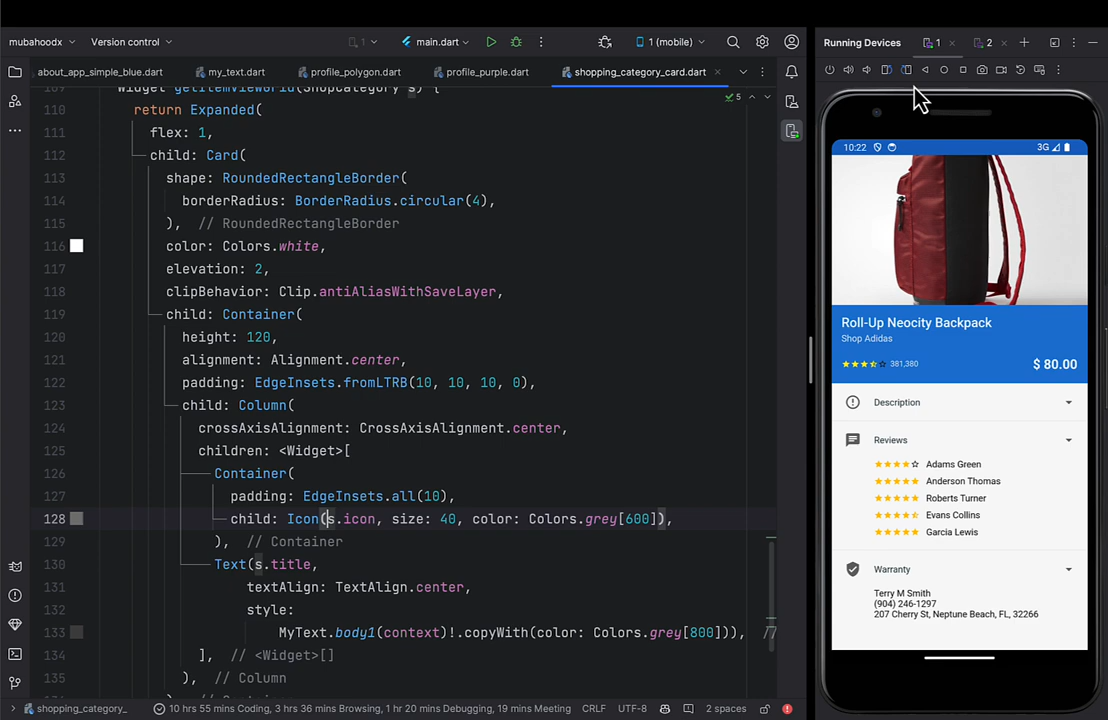 mubahoodx
Version control
1
main.dart
1 (mobile)
Running Devices
1
2
about_app_simple_blue.dart
my_text.dart
profile_polygon.dart
profile_purple.dart
shopping_category_card.dart
5
109 Widget getItemViewGrid(ShopCategory s) {
110 return Expanded(
111 flex: 1,
112 child: Card(
113 shape: RoundedRectangleBorder(
114 borderRadius: BorderRadius.circular(4),
115 ), // RoundedRectangleBorder
116 color: Colors.white,
117 elevation: 2,
118 clipBehavior: Clip.antiAliasWithSaveLayer,
119 child: Container(
120 height: 120,
121 alignment: Alignment.center,
122 padding: EdgeInsets.fromLTRB(10, 10, 10, 0),
123 child: Column(
124 crossAxisAlignment: CrossAxisAlignment.center,
125 children: <Widget>[
126 Container(
127 padding: EdgeInsets.all(10),
128 child: Icon(s.icon, size: 40, color: Colors.grey[600]),
129 ), // Container
130 Text(s.title,
131 textAlign: TextAlign.center,
132 style:
133 MyText.body1(context)!.copyWith(color: Colors.grey[800])), //
134 ], // <Widget>[]
135 ), // Column
shopping_category_
10 hrs 55 mins Coding, 3 hrs 36 mins Browsing, 1 hr 20 mins Debugging, 19 mins Meeting
CRLF
UTF-8
2 spaces
10:22
3G
Roll-Up Neocity Backpack
Shop Adidas
381,380
$ 80.00
Description
Reviews
Adams Green
Anderson Thomas
Roberts Turner
Evans Collins
Garcia Lewis
Warranty
Terry M Smith
(904) 246-1297
207 Cherry St, Neptune Beach, FL, 32266